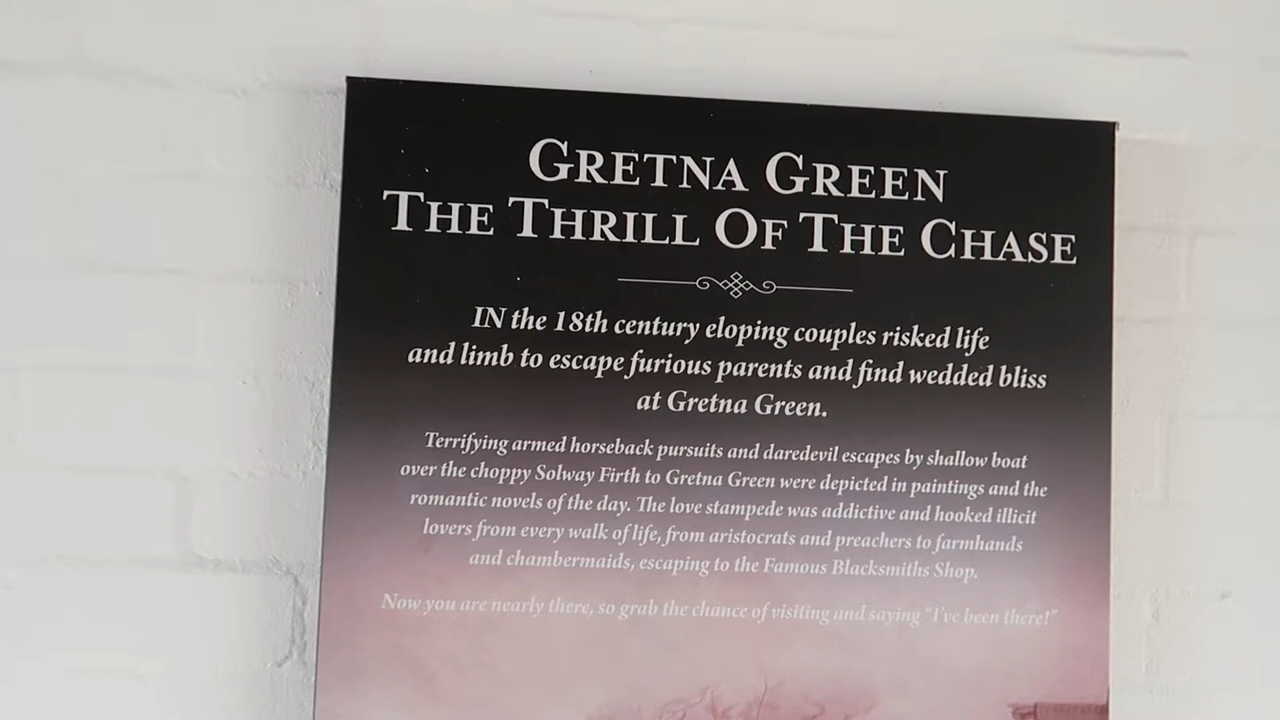 GRETNA GREEN
THE THRILL OF THE CHASE
IN the 18th century eloping couples risked life
and limb to escape furious parents and find wedded bliss
at Gretna Green.
Terrifying armed horseback pursuits and daredevil escapes by shallow boat
over the choppy Solway Firth to Gretna Green were depicted in paintings and the
romantic novels of the day. The love stampede was addictive and hooked illicit
lovers from every walk of life, from aristocrats and preachers to farmhands
and chambermaids, escaping to the Famous Blacksmiths Shop.
Now you are nearly there, so grab the chance of visiting and saying "I've been there!"